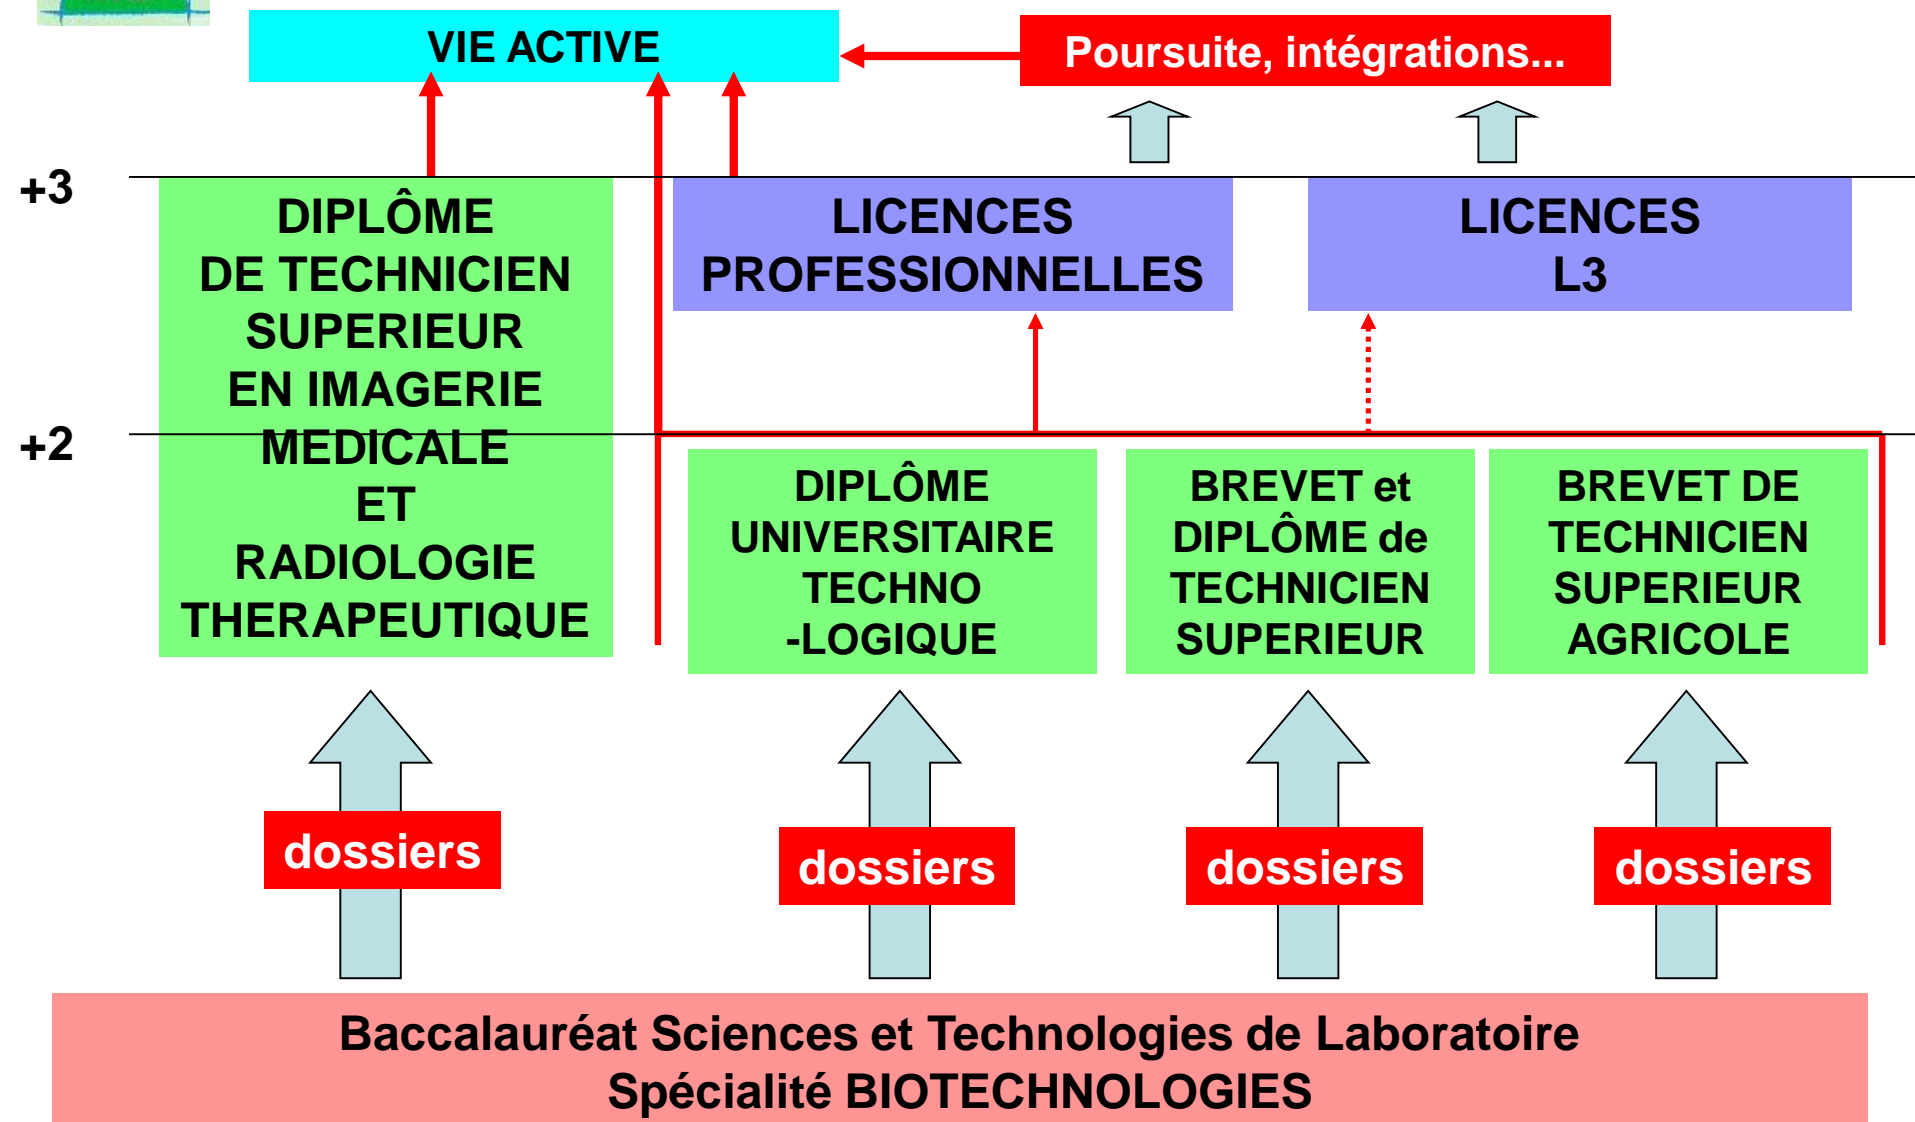 VIE ACTIVE
Poursuite, intégrations...
+3
DIPLÔME
DE TECHNICIEN
SUPERIEUR
EN IMAGERIE
MEDICALE
ET
RADIOLOGIE
THERAPEUTIQUE
LICENCES
PROFESSIONNELLES
LICENCES
L3
+2
DIPLÔME
UNIVERSITAIRE
TECHNO
-LOGIQUE
BREVET et
DIPLÔME de
TECHNICIEN
SUPERIEUR
BREVET DE
TECHNICIEN
SUPERIEUR
AGRICOLE
dossiers
dossiers
dossiers
dossiers
Baccalauréat Sciences et Technologies de Laboratoire
Spécialité BIOTECHNOLOGIES